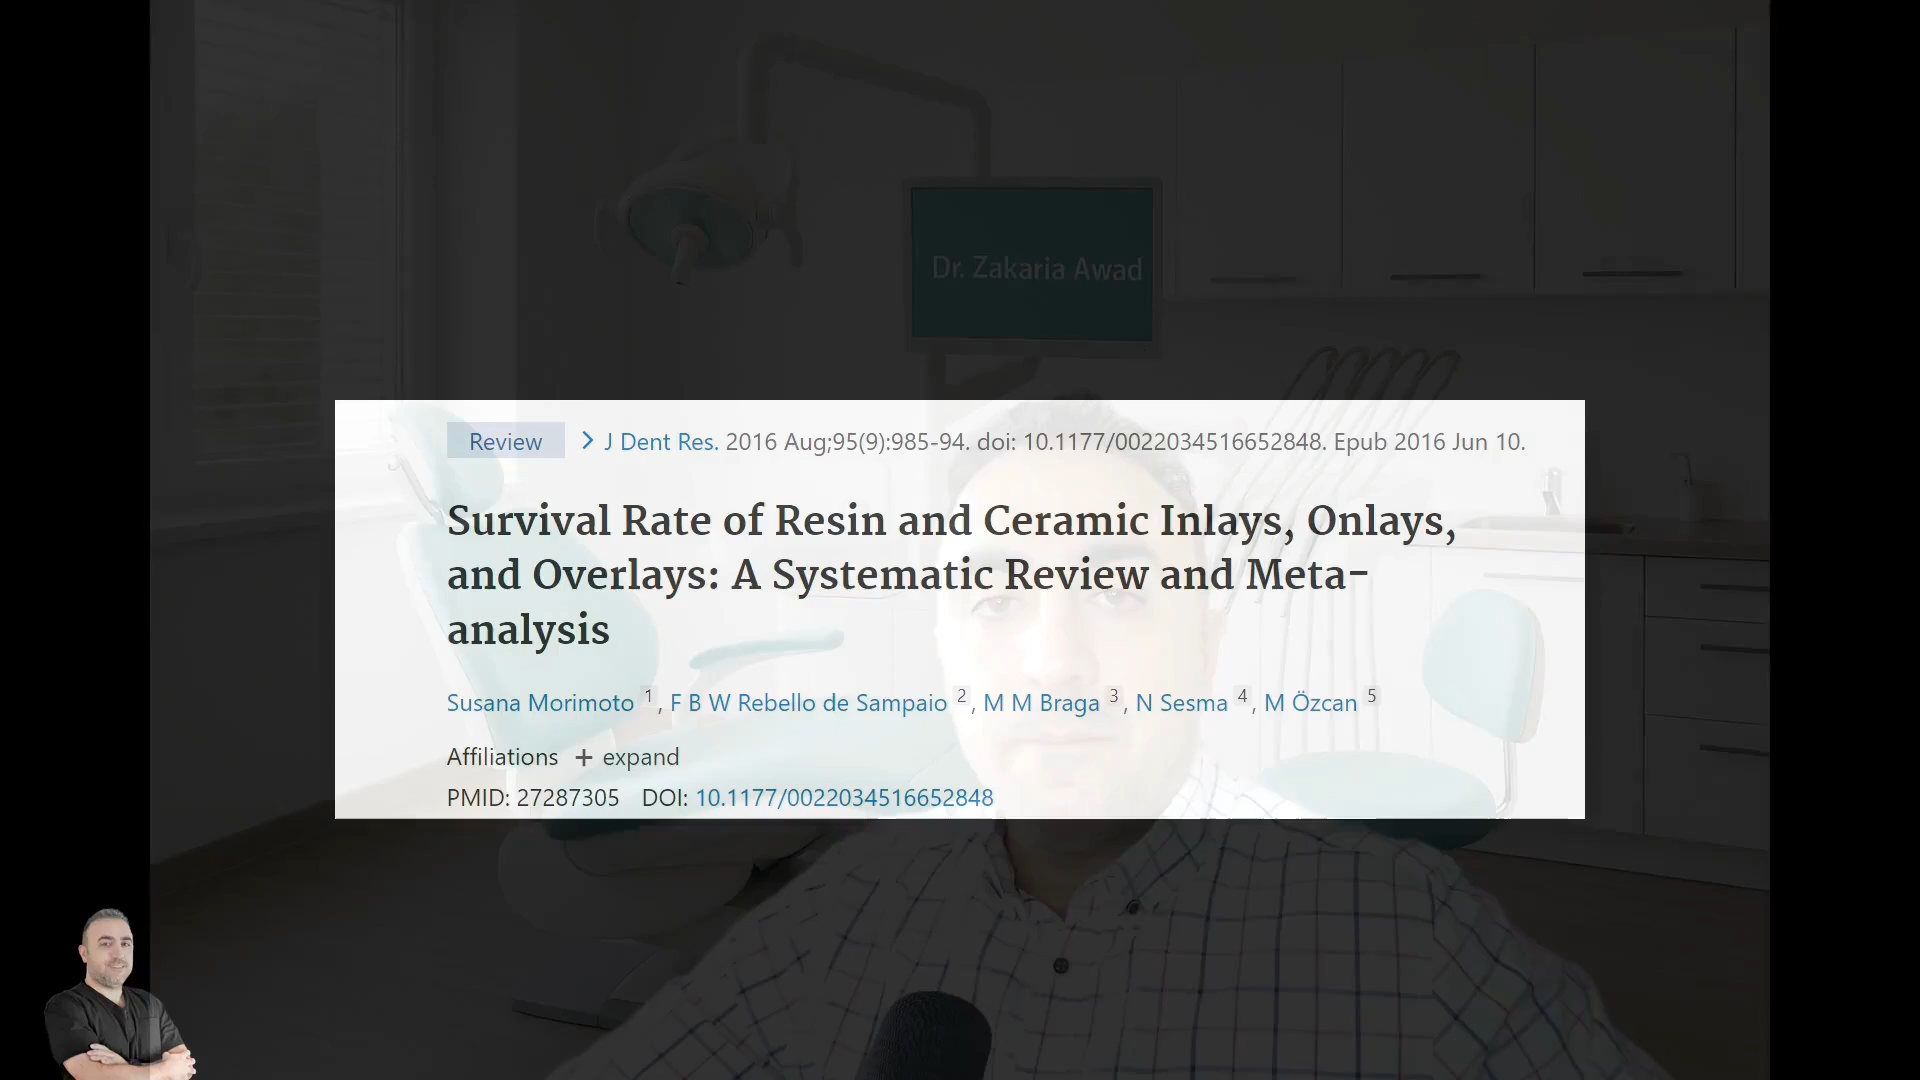 Dr. Zakaria Awad
Review > J Dent Res. 2016 Aug;95(9):985-94. doi: 10.1177/0022034516652848. Epub 2016 Jun 10.
Survival Rate of Resin and Ceramic Inlays, Onlays,
and Overlays: A Systematic Review and Meta-
analysis
Susana Morimoto 1, F B W Rebello de Sampaio 2, M M Braga 3, N Sesma 4, M Özcan 5
Affiliations + expand
PMID: 27287305 DOI: 10.1177/0022034516652848